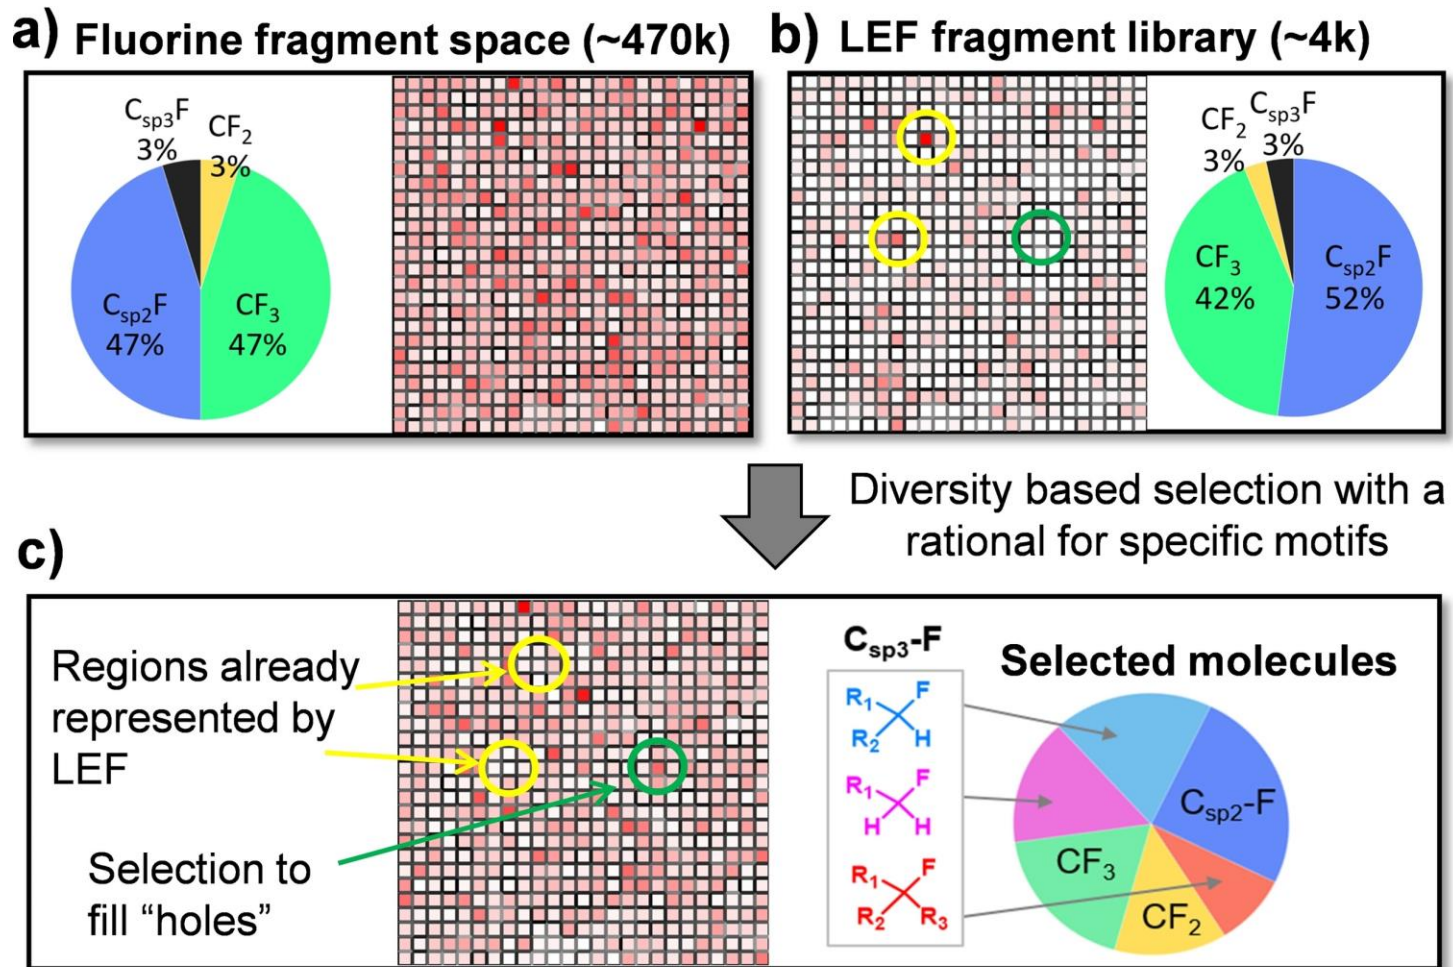 a) Fluorine fragment space (~470k)
Csp3F
3%
CF2
3%
Csp2F
47%
CF3
47%
b) LEF fragment library (~4k)
CF2
3%
Csp3F
3%
CF3
42%
Csp2F
52%
Diversity based selection with a
rational for specific motifs
c)
Regions already
represented by
LEF
Selection to
fill “holes”
Csp3-F
R1 F
R2 H
R1 F
H H
R1 F
R2 R3
Selected molecules
Csp2-F
CF3
CF2